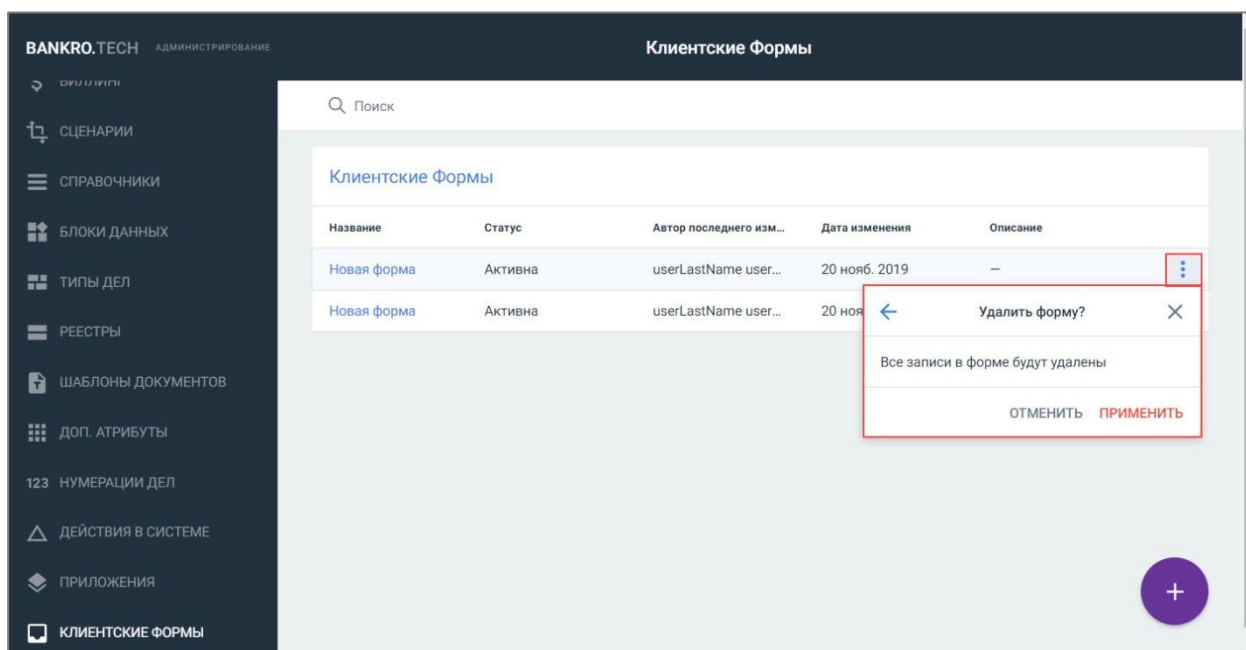 BANKRO.TECH АДМИНИСТРИРОВАНИЕ
Клиентские Формы
БИЛЛИНГ
Поиск
СЦЕНАРИИ
СПРАВОЧНИКИ
БЛОКИ ДАННЫХ
ТИПЫ ДЕЛ
РЕЕСТРЫ
ШАБЛОНЫ ДОКУМЕНТОВ
ДОП. АТРИБУТЫ
123 НУМЕРАЦИИ ДЕЛ
ДЕЙСТВИЯ В СИСТЕМЕ
ПРИЛОЖЕНИЯ
КЛИЕНТСКИЕ ФОРМЫ
Клиентские Формы
Название Статус Автор последнего изм... Дата изменения Описание
Новая форма Активна userLastName user... 20 нояб. 2019 —
Новая форма Активна userLastName user... 20 ноя
Удалить форму?
Все записи в форме будут удалены
ОТМЕНИТЬ ПРИМЕНИТЬ